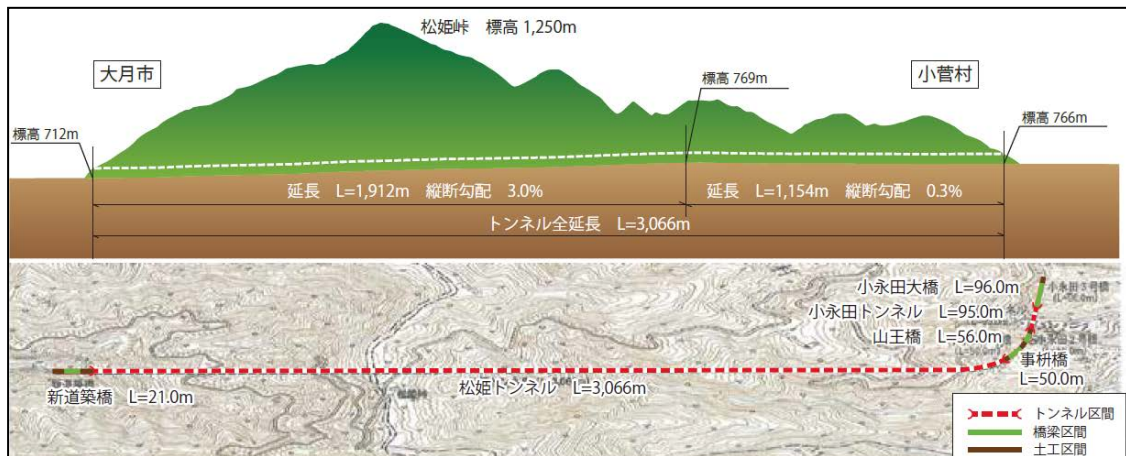 松姫峠 標高 1,250m
大月市
小菅村
標高 769m
標高 712m
標高 766m
延長 L=1,912m 縦断勾配 3.0%
延長 L=1,154m 縦断勾配 0.3%
トンネル全延長 L=3,066m
小永田大橋 L=96.0m
小永田トンネル L=95.0m
山王橋 L=56.0m
事枡橋
L=50.0m
新道築橋 L=21.0m
松姫トンネル L=3,066m
トンネル区間
橋梁区間
土工区間